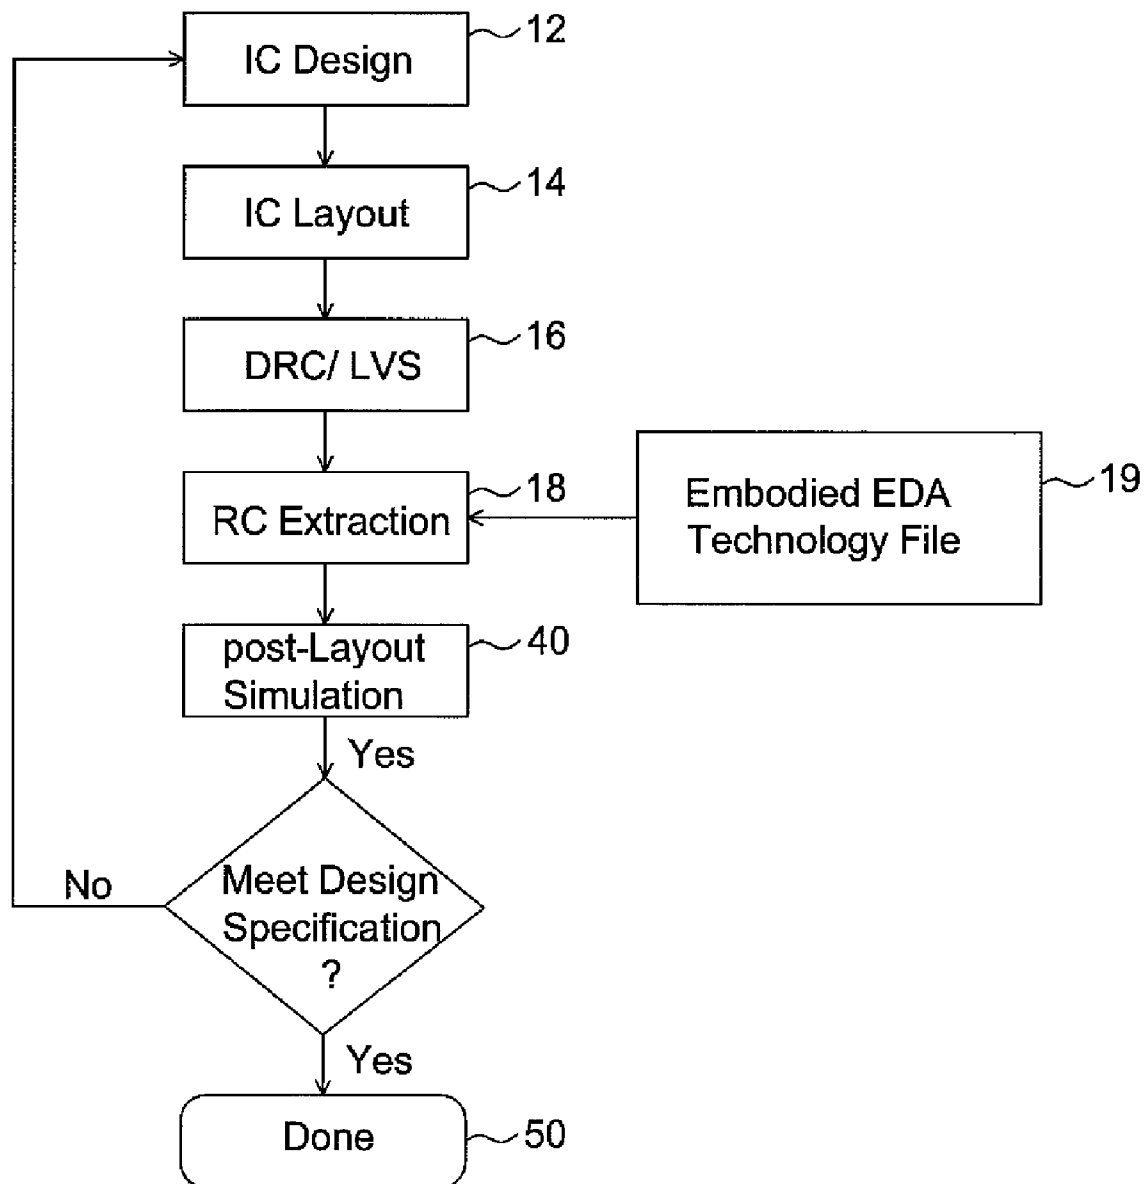 IC Design
12
IC Layout
14
DRC/ LVS
16
RC Extraction
18
Embodied EDA
Technology File
19
post-Layout
Simulation
40
Yes
Meet Design
Specification
?
No
Yes
Done
50